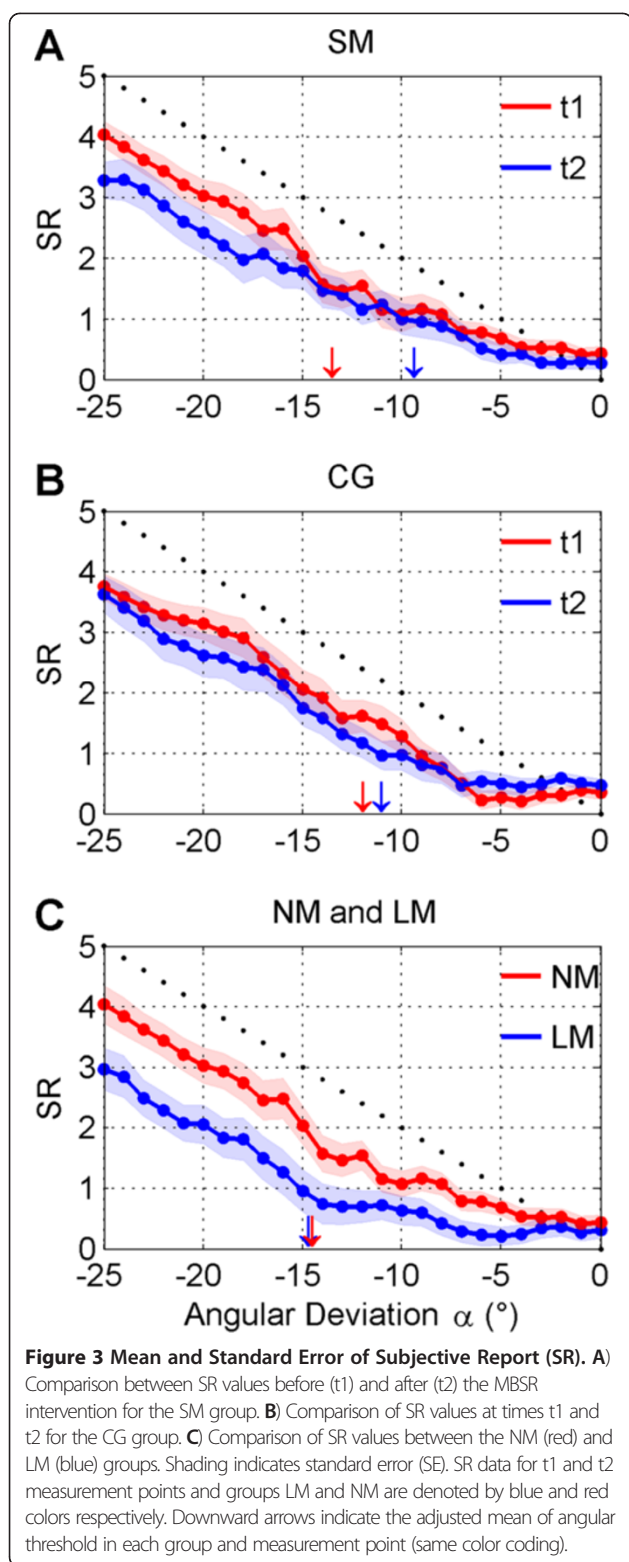 A
SM
5
4
3
2
1
0
SR
t1
t2
-25 -20 -15 -10 -5 0
B
CG
5
4
3
2
1
0
SR
t1
t2
-25 -20 -15 -10 -5 0
C
NM and LM
5
4
3
2
1
0
SR
NM
LM
-25 -20 -15 -10 -5 0
Angular Deviation α (°)
Figure 3 Mean and Standard Error of Subjective Report (SR). A)
Comparison between SR values before (t1) and after (t2) the MBSR
intervention for the SM group. B) Comparison of SR values at times t1 and
t2 for the CG group. C) Comparison of SR values between the NM (red) and
LM (blue) groups. Shading indicates standard error (SE). SR data for t1 and t2
measurement points and groups LM and NM are denoted by blue and red
colors respectively. Downward arrows indicate the adjusted mean of angular
threshold in each group and measurement point (same color coding).